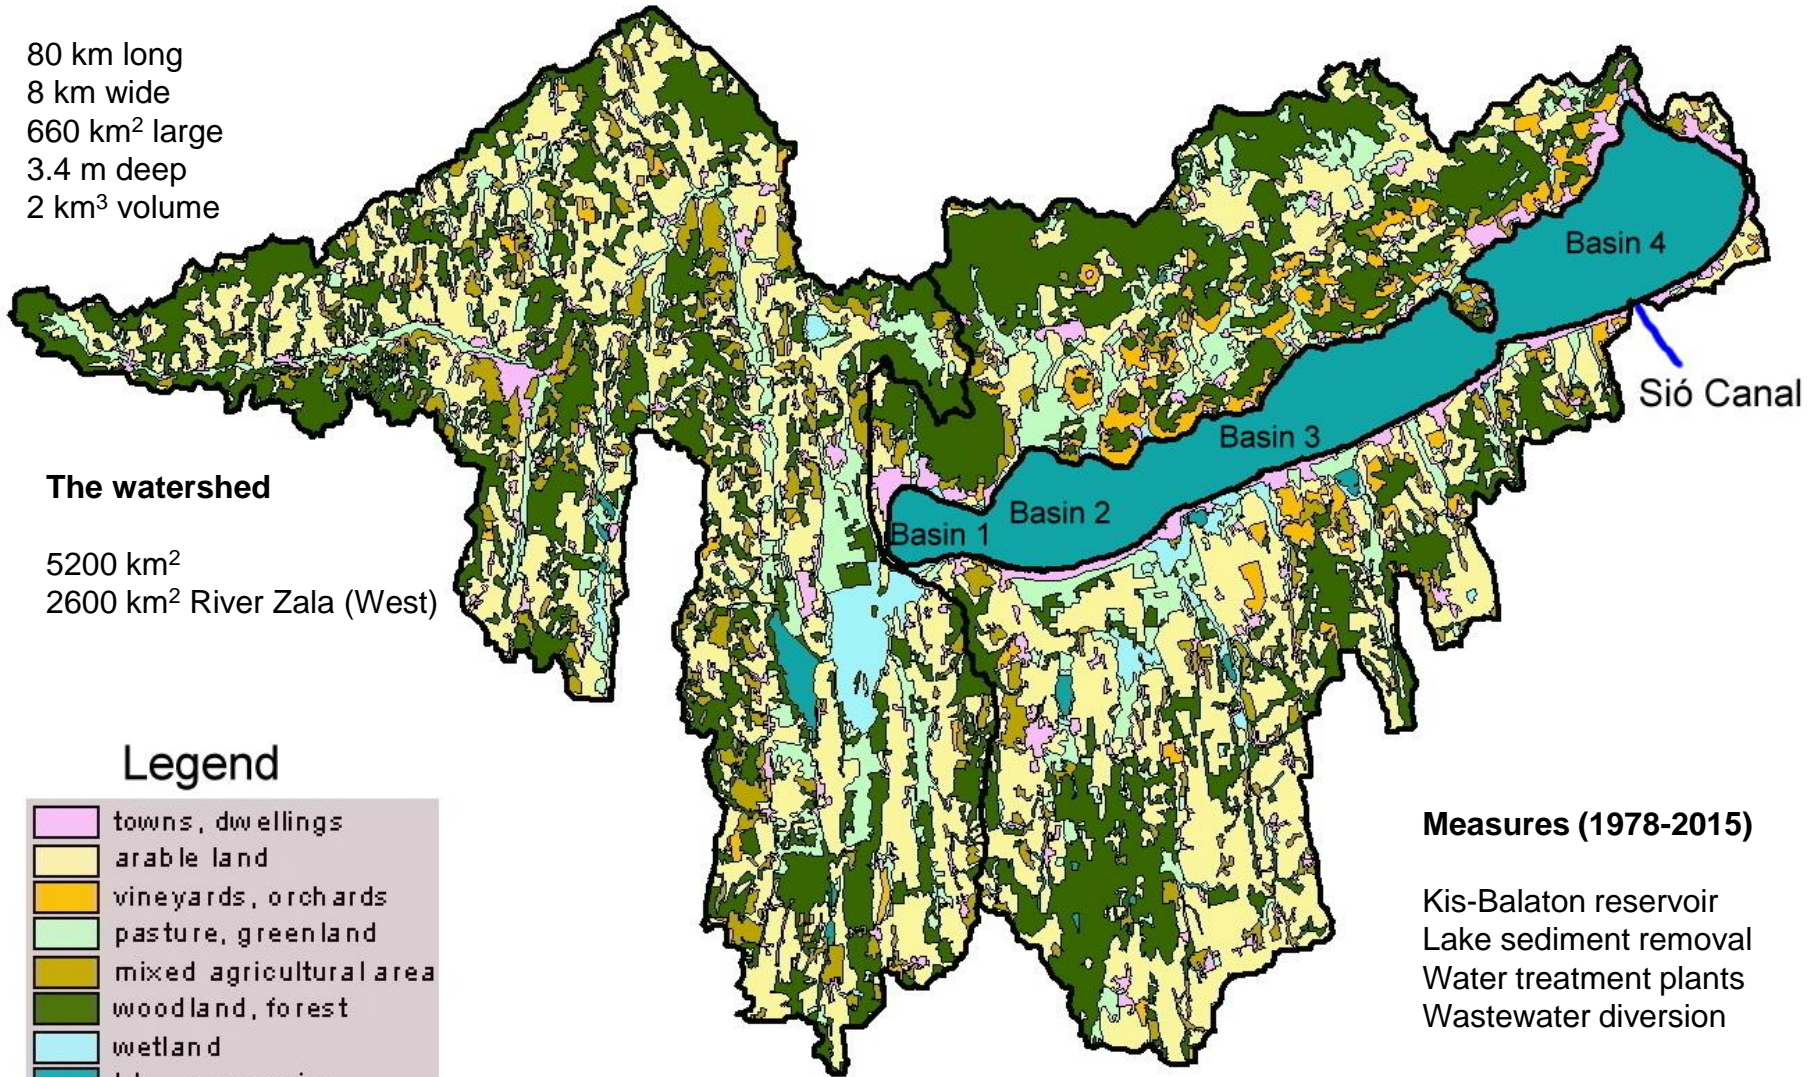 80 km long
8 km wide
660 km² large
3.4 m deep
2 km³ volume
Basin 4
Sió Canal
Basin 3
Basin 2
Basin 1
The watershed
5200 km²
2600 km² River Zala (West)
Legend
towns, dwellings
arable land
vineyards, orchards
pasture, greenland
mixed agricultural area
woodland, forest
wetland
Measures (1978-2015)
Kis-Balaton reservoir
Lake sediment removal
Water treatment plants
Wastewater diversion